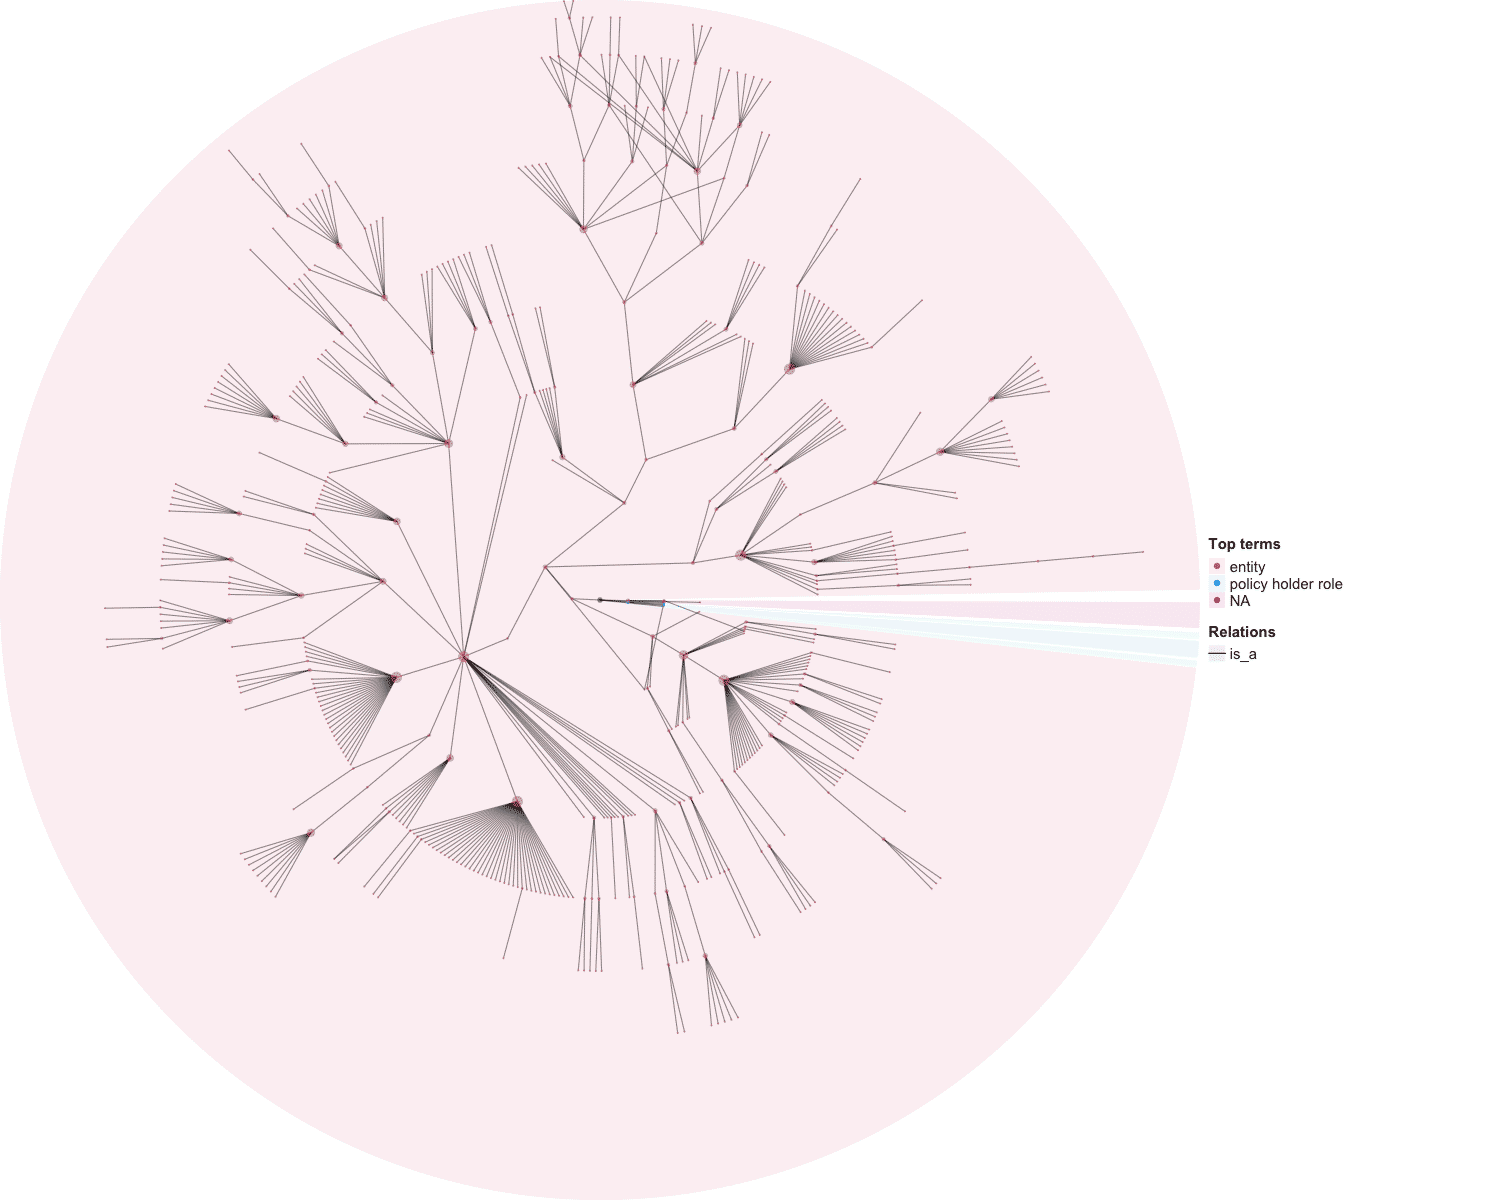 Top terms
entity
policy holder role
NA
Relations
is_a